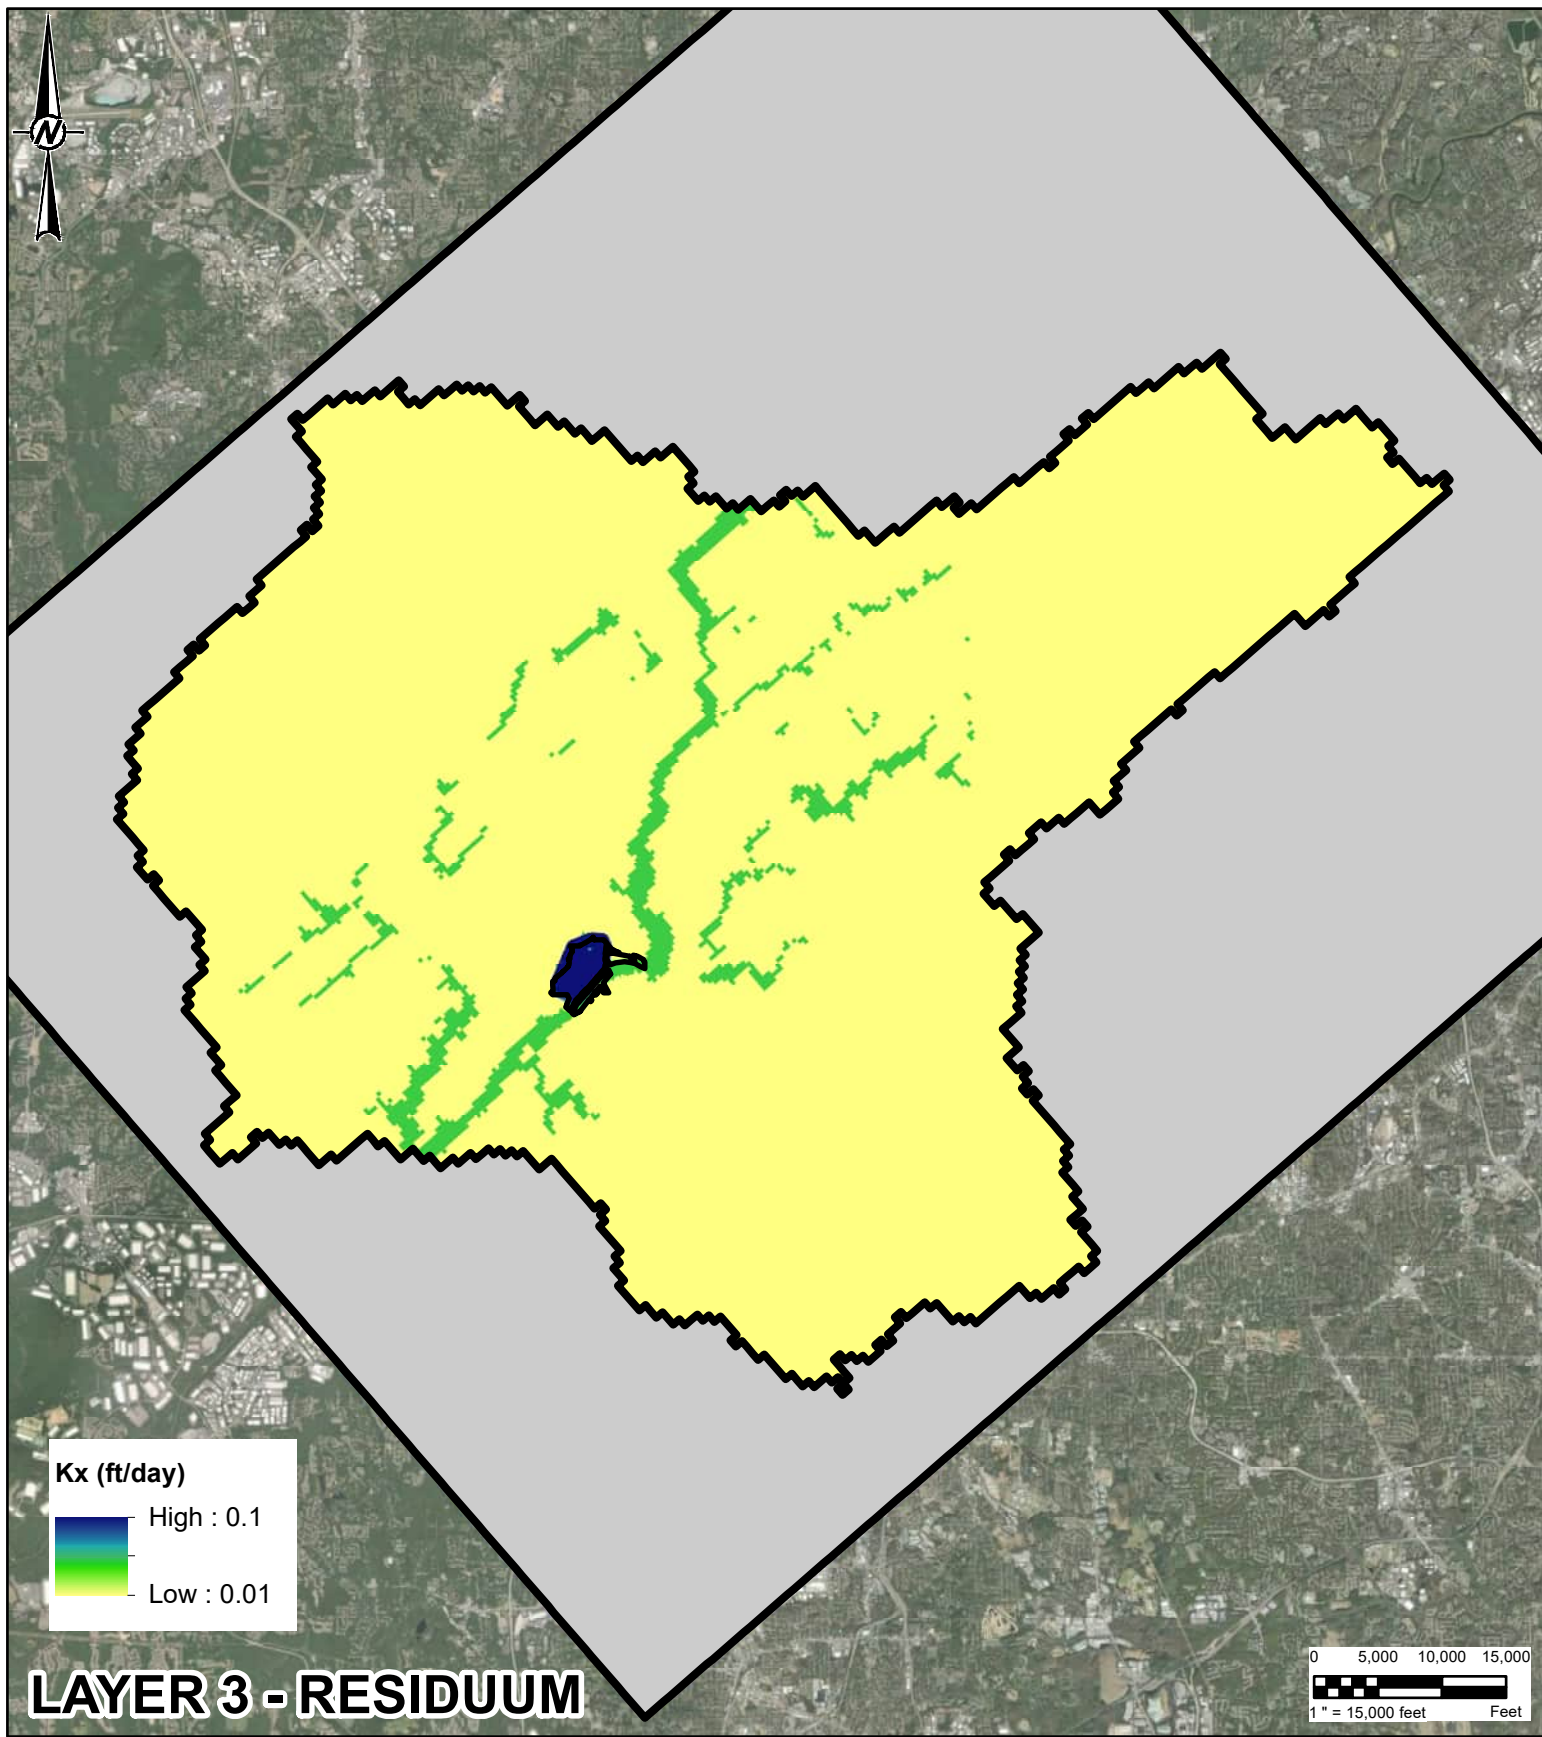 N
Kx (ft/day)
High : 0.1
Low : 0.01
LAYER 3 - RESIDUUM
0 5,000 10,000 15,000
1 " = 15,000 feet Feet